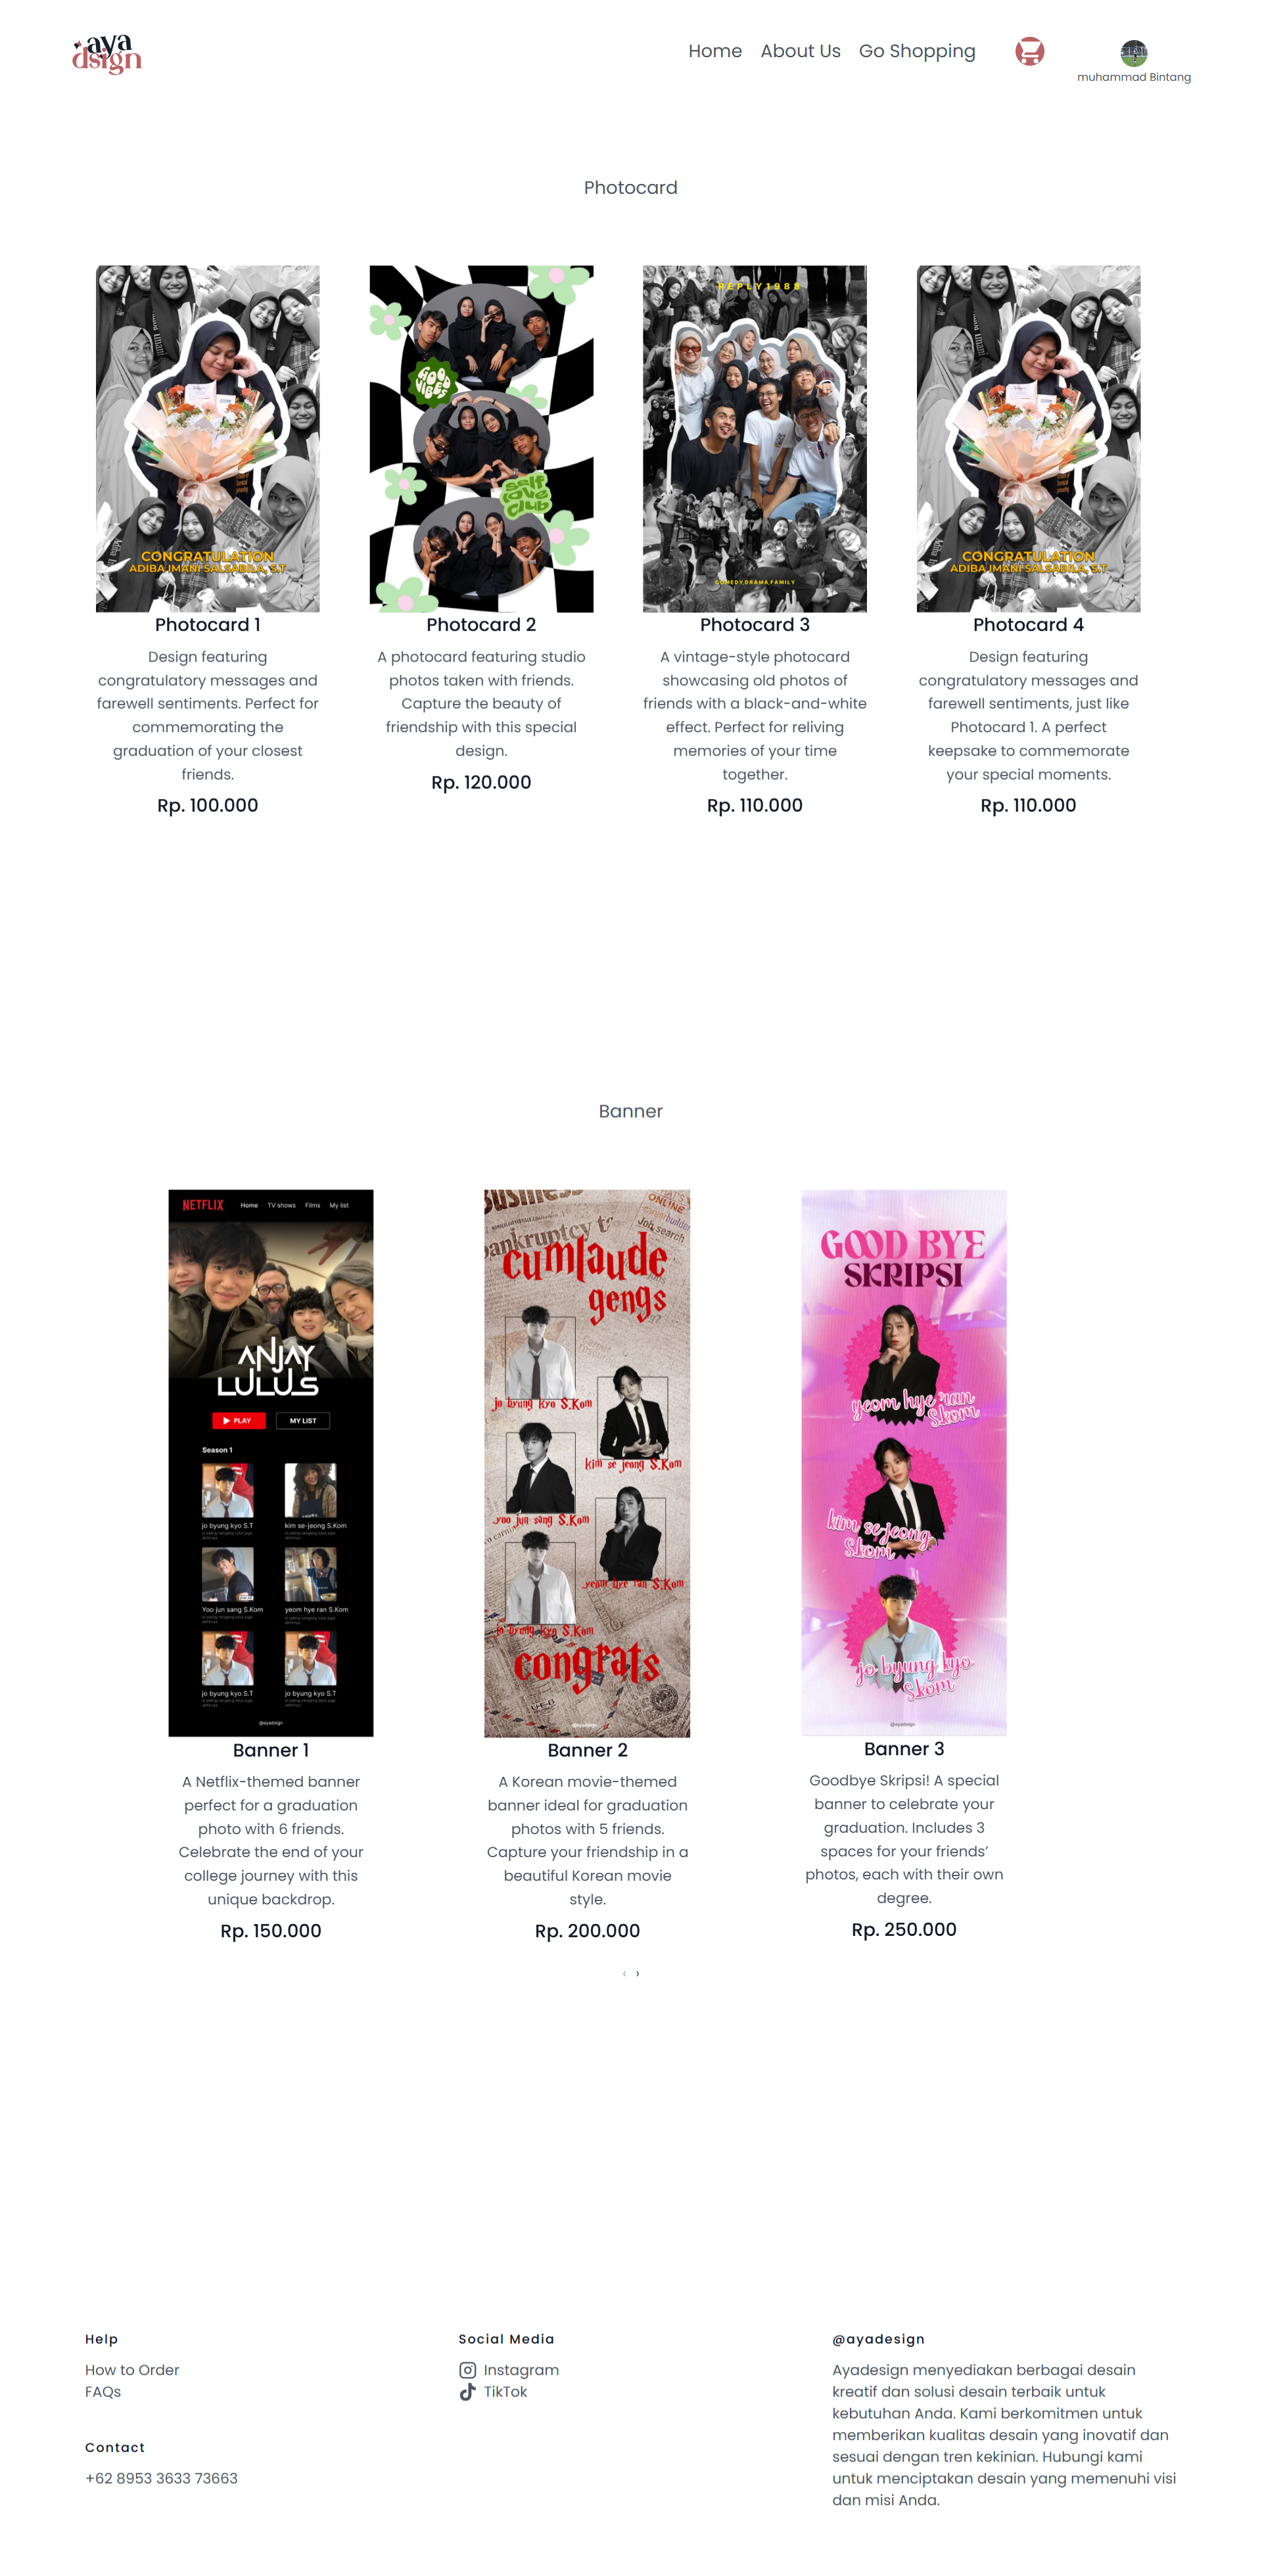 aya
dsign
Home About Us Go Shopping
muhammad Bintang
Photocard
CONGRATULATION
ADIBA IMANI SALSABILA, S.T
GOOD
VIBES
self
love
club
REPLY1988
COMEDY,DRAMA,FAMILY
CONGRATULATION
ADIBA IMANI SALSABILA, S.T
Photocard 1
Design featuring
congratulatory messages and
farewell sentiments. Perfect for
commemorating the
graduation of your closest
friends.
Rp. 100.000
Photocard 2
A photocard featuring studio
photos taken with friends.
Capture the beauty of
friendship with this special
design.
Rp. 120.000
Photocard 3
A vintage-style photocard
showcasing old photos of
friends with a black-and-white
effect. Perfect for reliving
memories of your time
together.
Rp. 110.000
Photocard 4
Design featuring
congratulatory messages and
farewell sentiments, just like
Photocard 1. A perfect
keepsake to commemorate
your special moments.
Rp. 110.000
Banner
NETFLIX Home TV shows Films My list
ANJAY
LULUS
PLAY MY LIST
Season 1
jo byung kyo S.T kim se-jeong S.Kom
Yoo jun sang S.Kom yeom hye ran S.Kom
jo byung kyo S.T jo byung kyo S.T
@ayadsign
Business
ONLINE
careerbuilder
Job search
bankruptcy
cumlaude
gengs
jo byung kyo S.Kom
kim se jeong S.Kom
yoo jun sang S.Kom
yeom hye ran S.Kom
jo byung kyo S.Kom
congrats
@ayadsign
GOOD BYE
SKRIPSI
yeom hye ran
Skom
kim se jeong
Skom
jo byung kyo
Skom
@ayadsign
Banner 1
A Netflix-themed banner
perfect for a graduation
photo with 6 friends.
Celebrate the end of your
college journey with this
unique backdrop.
Rp. 150.000
Banner 2
A Korean movie-themed
banner ideal for graduation
photos with 5 friends.
Capture your friendship in a
beautiful Korean movie
style.
Rp. 200.000
Banner 3
Goodbye Skripsi! A special
banner to celebrate your
graduation. Includes 3
spaces for your friends’
photos, each with their own
degree.
Rp. 250.000
‹ ›
Help
How to Order
FAQs
Contact
+62 8953 3633 73663
Social Media
Instagram
TikTok
@ayadesign
Ayadesign menyediakan berbagai desain
kreatif dan solusi desain terbaik untuk
kebutuhan Anda. Kami berkomitmen untuk
memberikan kualitas desain yang inovatif dan
sesuai dengan tren kekinian. Hubungi kami
untuk menciptakan desain yang memenuhi visi
dan misi Anda.